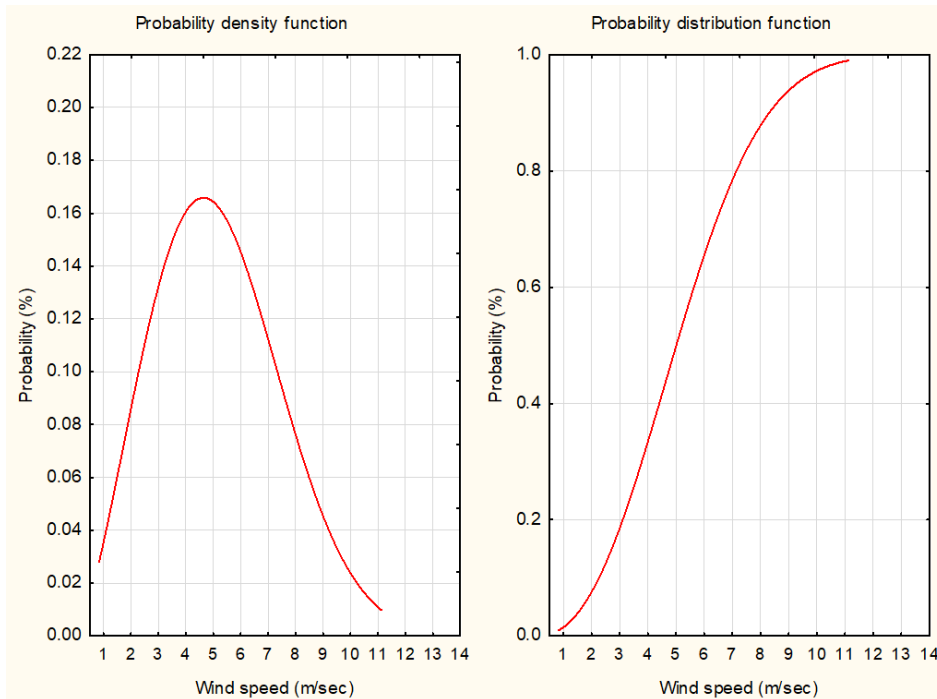 Probability density function
0.22
0.20
0.18
0.16
0.14
0.12
0.10
0.08
0.06
0.04
0.02
0.00
Probability (%)
1 2 3 4 5 6 7 8 9 10 11 12 13 14
Wind speed (m/sec)
Probability distribution function
1.0
0.8
0.6
0.4
0.2
0.0
Probability (%)
1 2 3 4 5 6 7 8 9 10 11 12 13 14
Wind speed (m/sec)